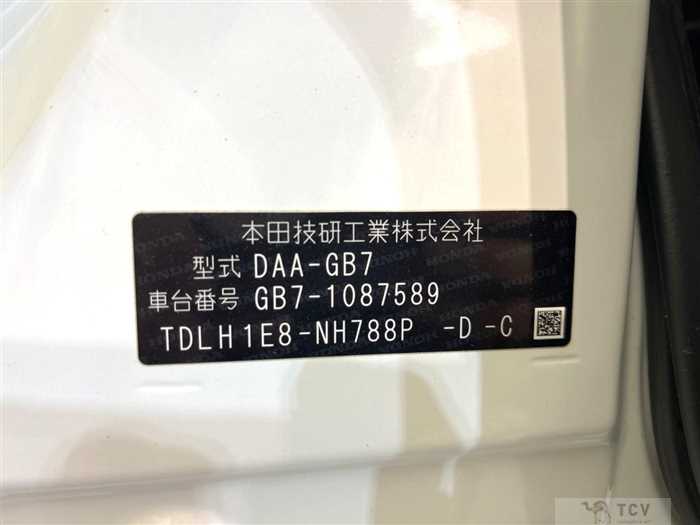 本田技研工業株式会社
型式 DAA-GB7
車台番号 GB7-1087589
TDLH1E8-NH788P -D -C
TCV